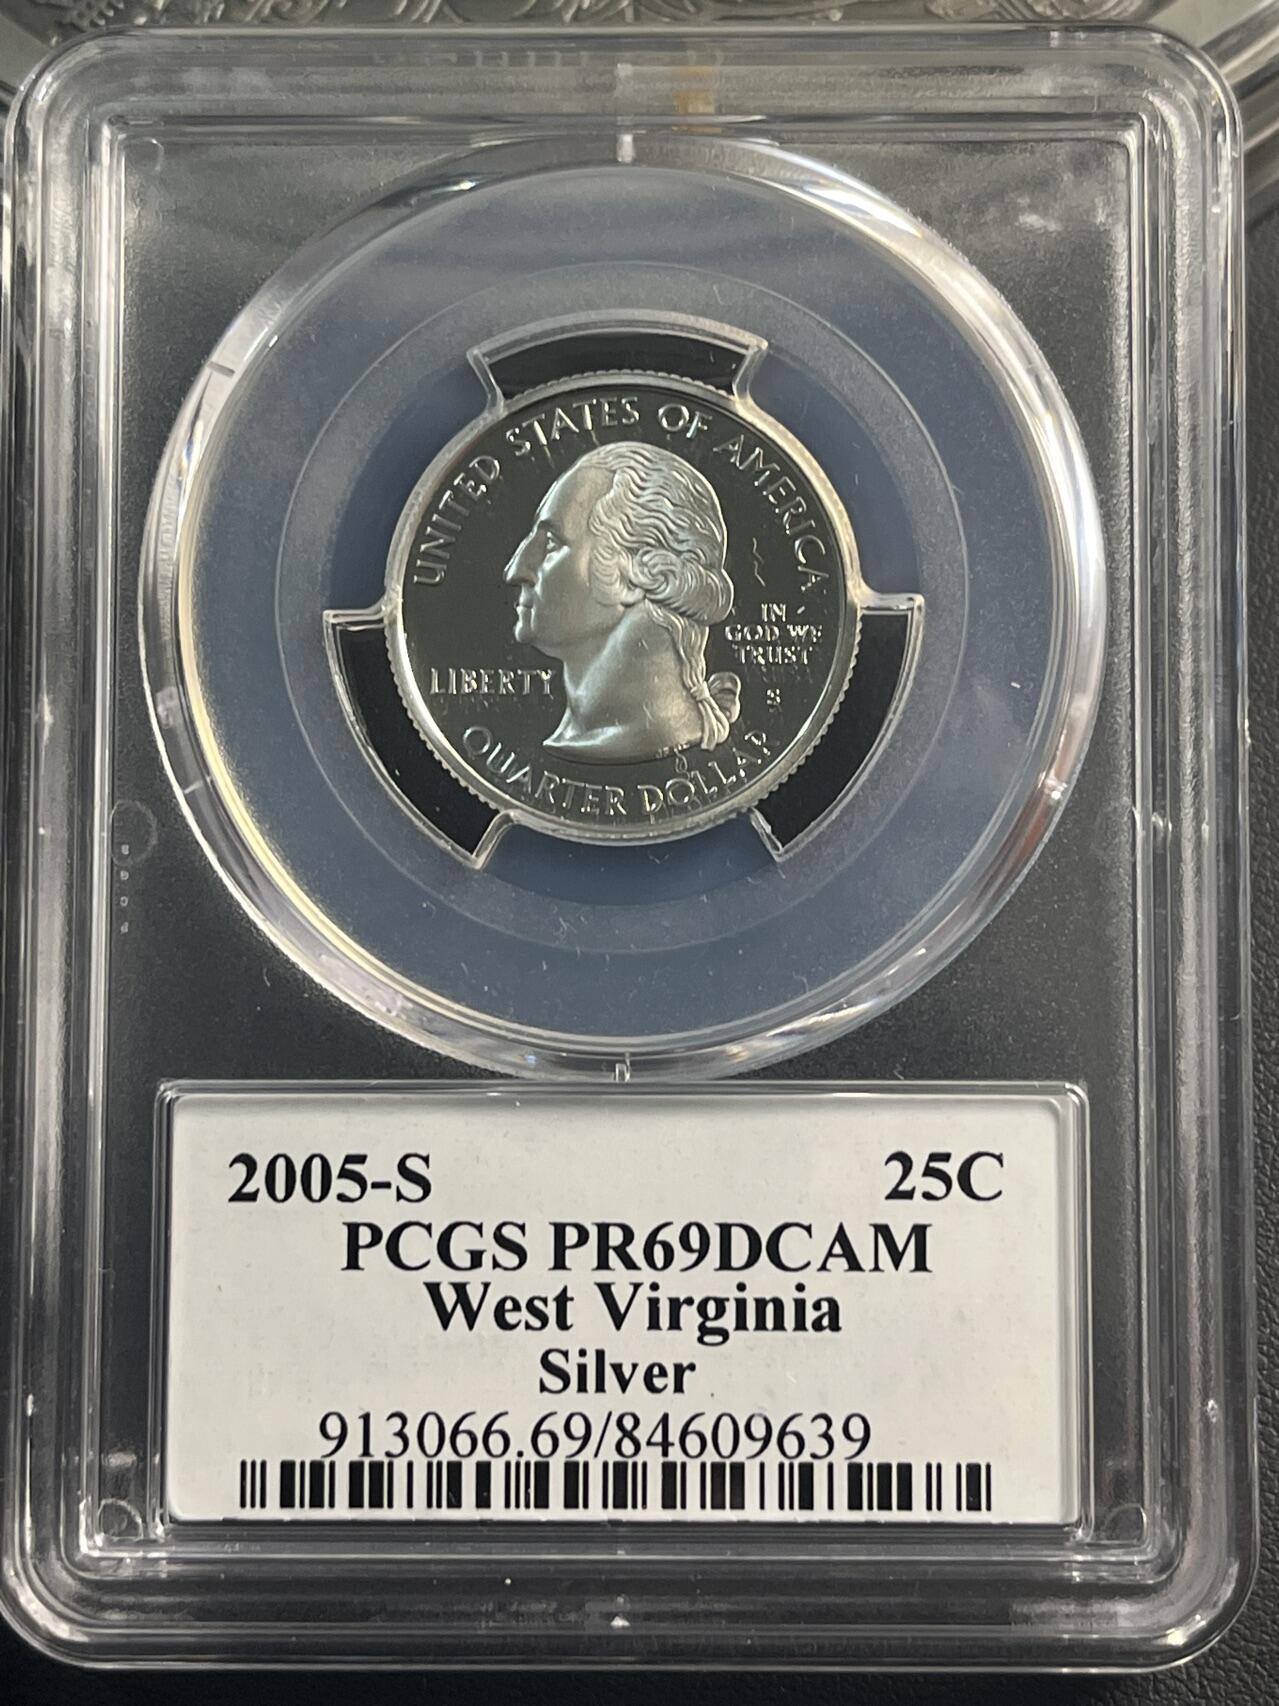 UNITED STATES OF AMERICA
IN
GOD WE
TRUST
LIBERTY
S
QUARTER DOLLAR
2005-S 25C
PCGS PR69DCAM
West Virginia
Silver
913066.69/84609639